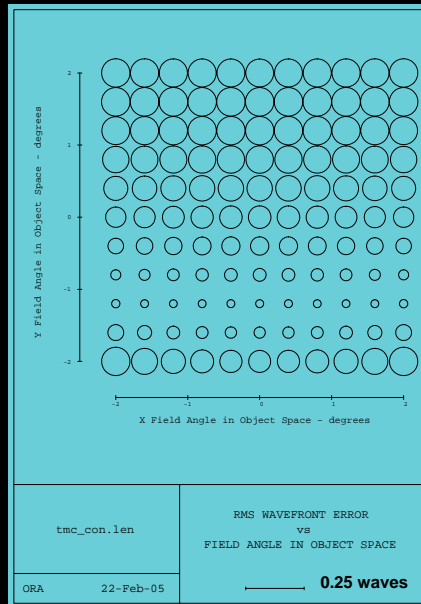 2
1
0
-1
-2
Y Field Angle in Object Space - degrees
-2 -1 0 1 2
X Field Angle in Object Space - degrees
tmc_con.len
RMS WAVEFRONT ERROR
vs
FIELD ANGLE IN OBJECT SPACE
ORA 22-Feb-05
0.25 waves